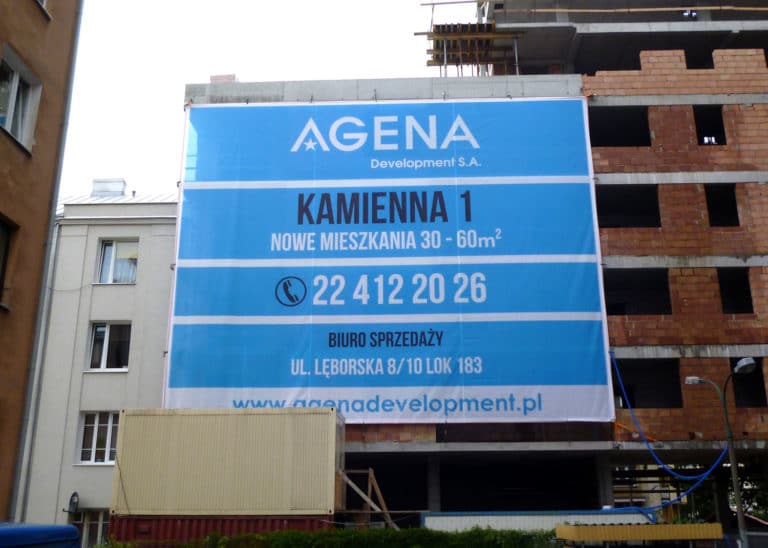 AGENA
Development S.A.
KAMIENNA 1
NOWE MIESZKANIA 30 - 60m²
22 412 20 26
BIURO SPRZEDAŻY
UL. LĘBORSKA 8/10 LOK 183
www.agenadevelopment.pl